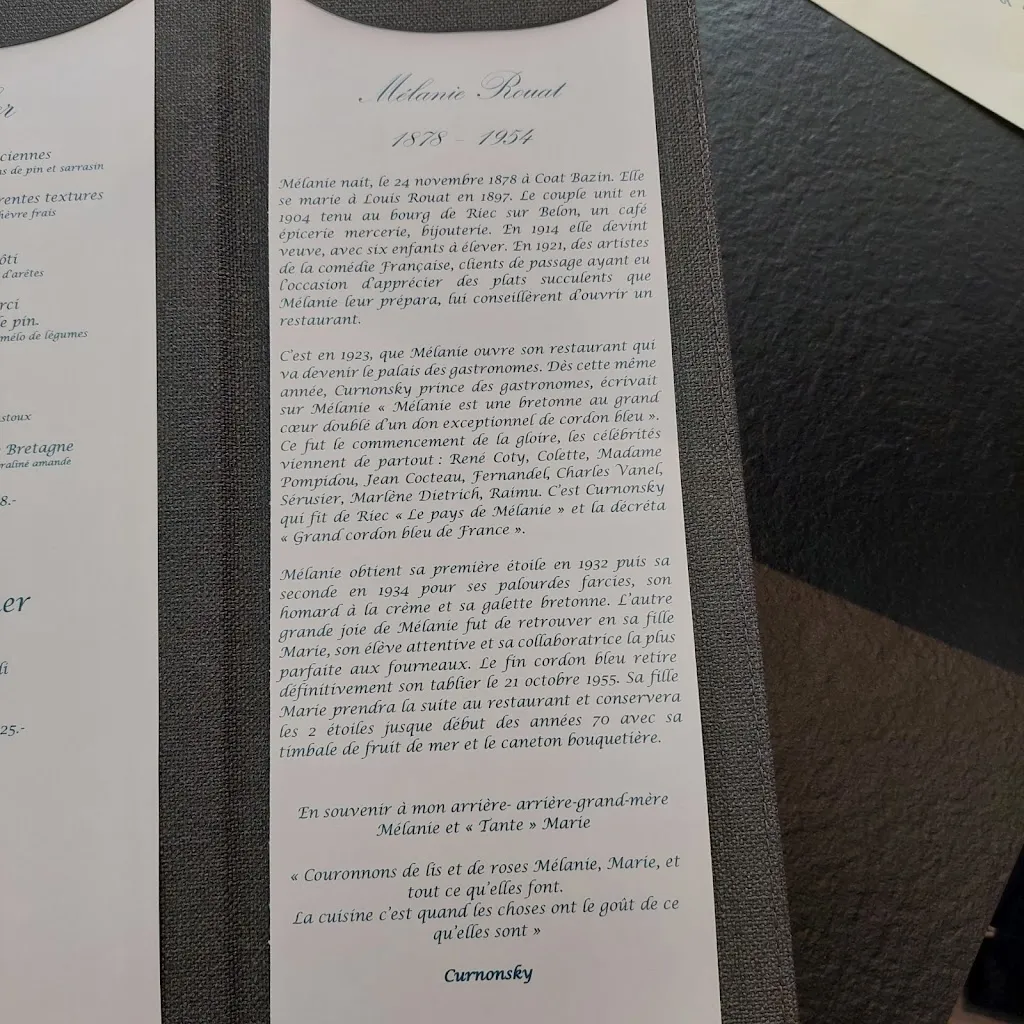 er
ciennes
ns de pin et sarrasin
rentes textures
hèvre frais
ôti
d'arêtes
rci
e pin.
mélo de légumes
stoux
Bretagne
raliné amande
8.-
er
di
25.-
Mélanie Rouat
1878 - 1954
Mélanie nait, le 24 novembre 1878 à Coat Bazin. Elle
se marie à Louis Rouat en 1897. Le couple unit en
1904 tenu au bourg de Riec sur Belon, un café
épicerie mercerie, bijouterie. En 1914 elle devint
veuve, avec six enfants à élever. En 1921, des artistes
de la comédie Française, clients de passage ayant eu
l'occasion d'apprécier des plats succulents que
Mélanie leur prépara, lui conseillèrent d'ouvrir un
restaurant.
C'est en 1923, que Mélanie ouvre son restaurant qui
va devenir le palais des gastronomes. Dès cette même
année, Curnonsky prince des gastronomes, écrivait
sur Mélanie « Mélanie est une bretonne au grand
cœur doublé d'un don exceptionnel de cordon bleu ».
Ce fut le commencement de la gloire, les célébrités
viennent de partout : René Coty, Colette, Madame
Pompidou, Jean Cocteau, Fernandel, Charles Vanel,
Sérusier, Marlène Dietrich, Raimu. C'est Curnonsky
qui fit de Riec « Le pays de Mélanie » et la décréta
« Grand cordon bleu de France ».
Mélanie obtient sa première étoile en 1932 puis sa
seconde en 1934 pour ses palourdes farcies, son
homard à la crème et sa galette bretonne. L'autre
grande joie de Mélanie fut de retrouver en sa fille
Marie, son élève attentive et sa collaboratrice la plus
parfaite aux fourneaux. Le fin cordon bleu retire
définitivement son tablier le 21 octobre 1955. Sa fille
Marie prendra la suite au restaurant et conservera
les 2 étoiles jusque début des années 70 avec sa
timbale de fruit de mer et le caneton bouquetière.
En souvenir à mon arrière- arrière-grand-mère
Mélanie et « Tante » Marie
« Couronnons de lis et de roses Mélanie, Marie, et
tout ce qu'elles font.
La cuisine c'est quand les choses ont le goût de ce
qu'elles sont »
Curnonsky